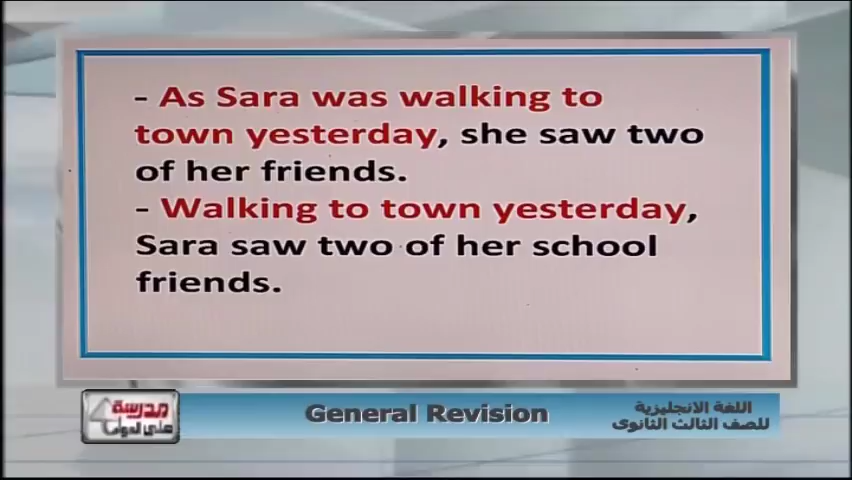 - As Sara was walking to
town yesterday, she saw two
of her friends.
- Walking to town yesterday,
Sara saw two of her school
friends.
مدرسة
على الهواء
General Revision
اللغة الانجليزية
للصف الثالث الثانوى